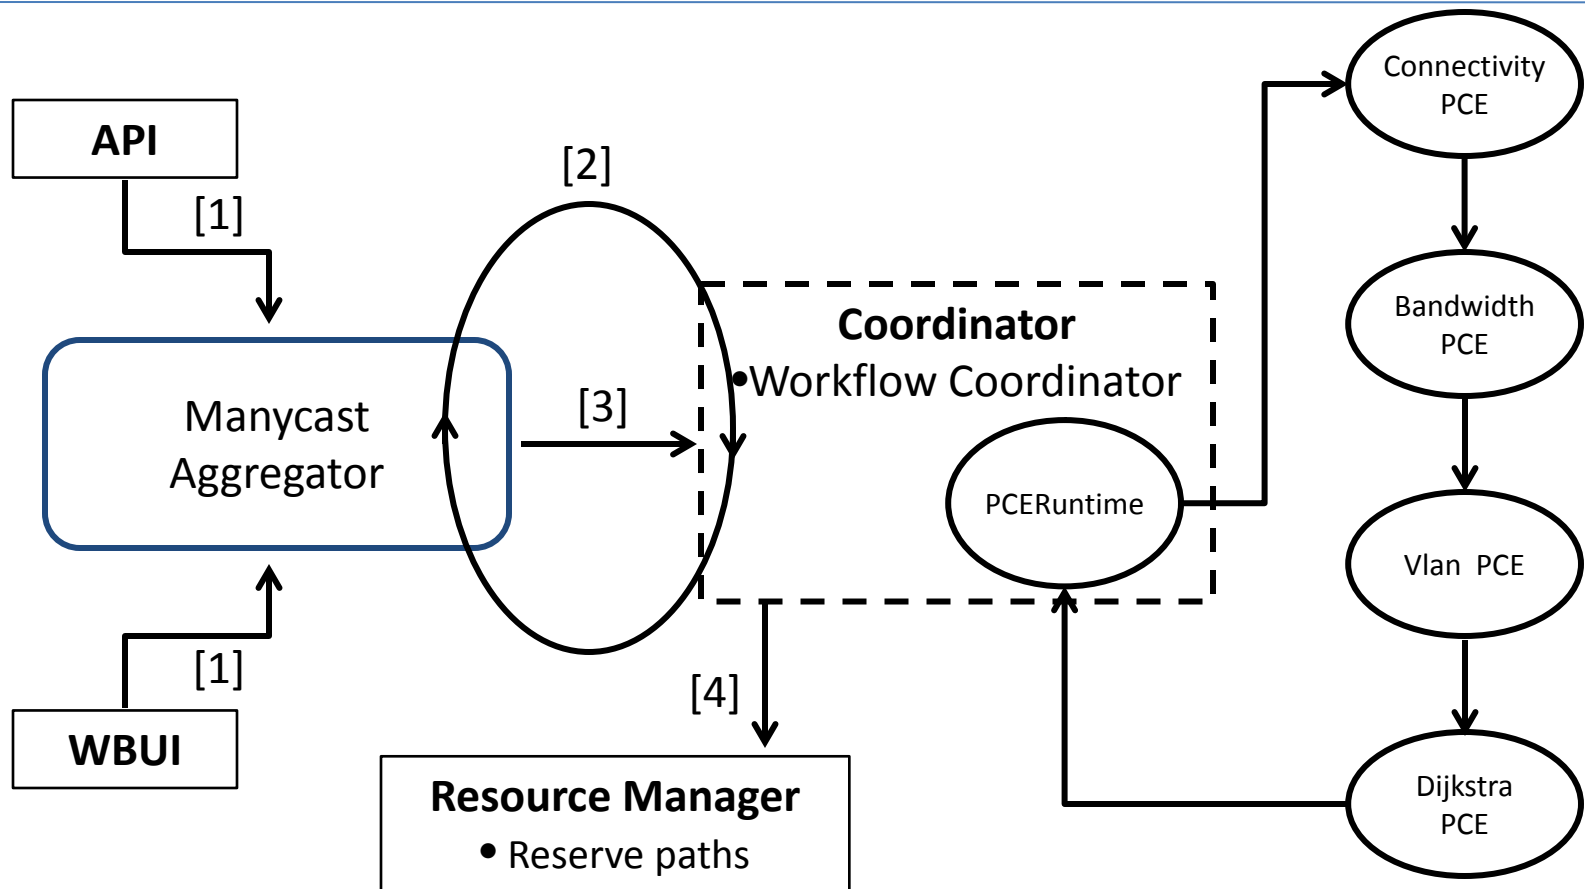 API
[1]
[2]
Manycast
Aggregator
[3]
[1]
WBUI
Coordinator
•Workflow Coordinator
PCERuntime
[4]
Resource Manager
• Reserve paths
Connectivity
PCE
Bandwidth
PCE
Vlan PCE
Dijkstra
PCE